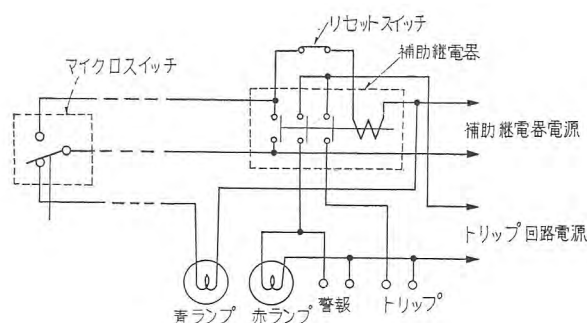 リセットスイッチ
補助継電器
マイクロスイッチ
補助継電器電源
トリップ回路電源
青ランプ
赤ランプ
警報
トリップ